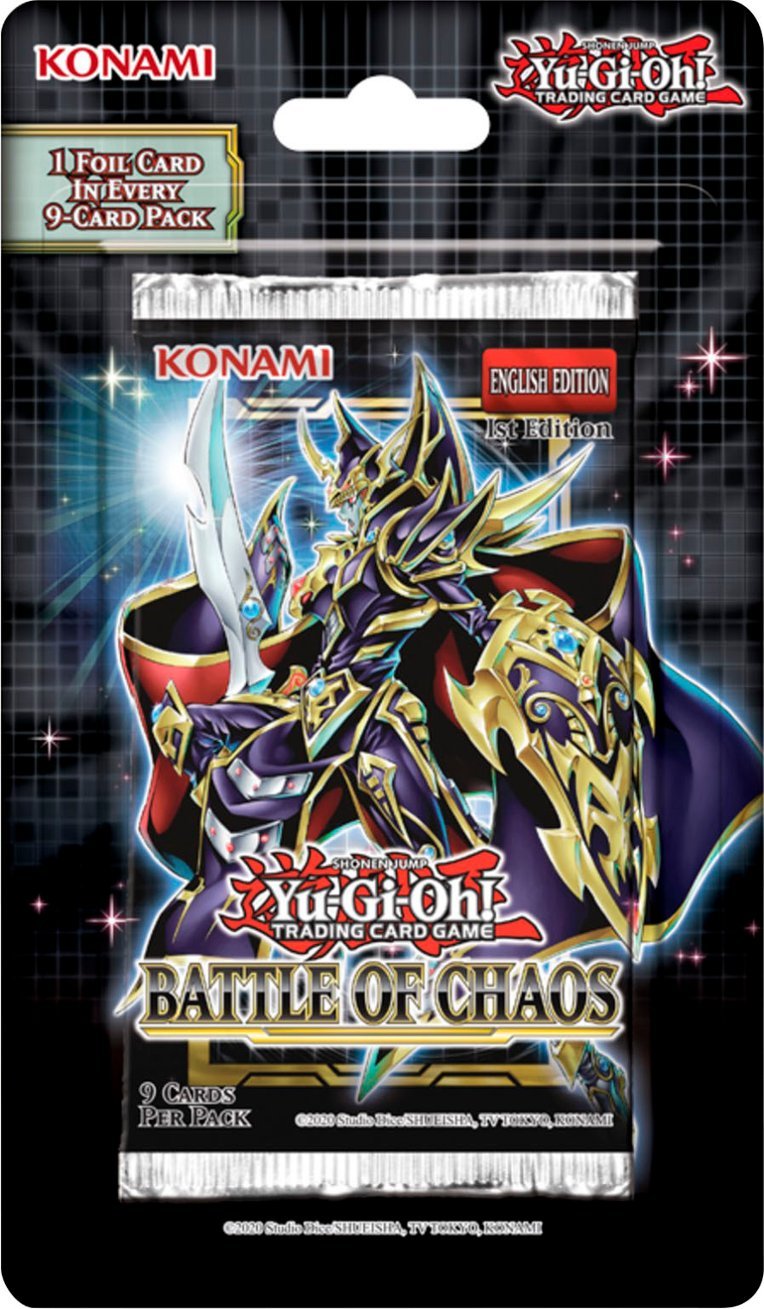 KONAMI
SHONEN JUMP
Yu-Gi-Oh!
TRADING CARD GAME
1 FOIL CARD
IN EVERY
9-CARD PACK
KONAMI
ENGLISH EDITION
1st Edition
SHONEN JUMP
Yu-Gi-Oh!
TRADING CARD GAME
BATTLE OF CHAOS
9 CARDS
PER PACK
©2020 Studio Dice/SHUEISHA, TV TOKYO, KONAMI
©2020 Studio Dice/SHUEISHA, TV TOKYO, KONAMI